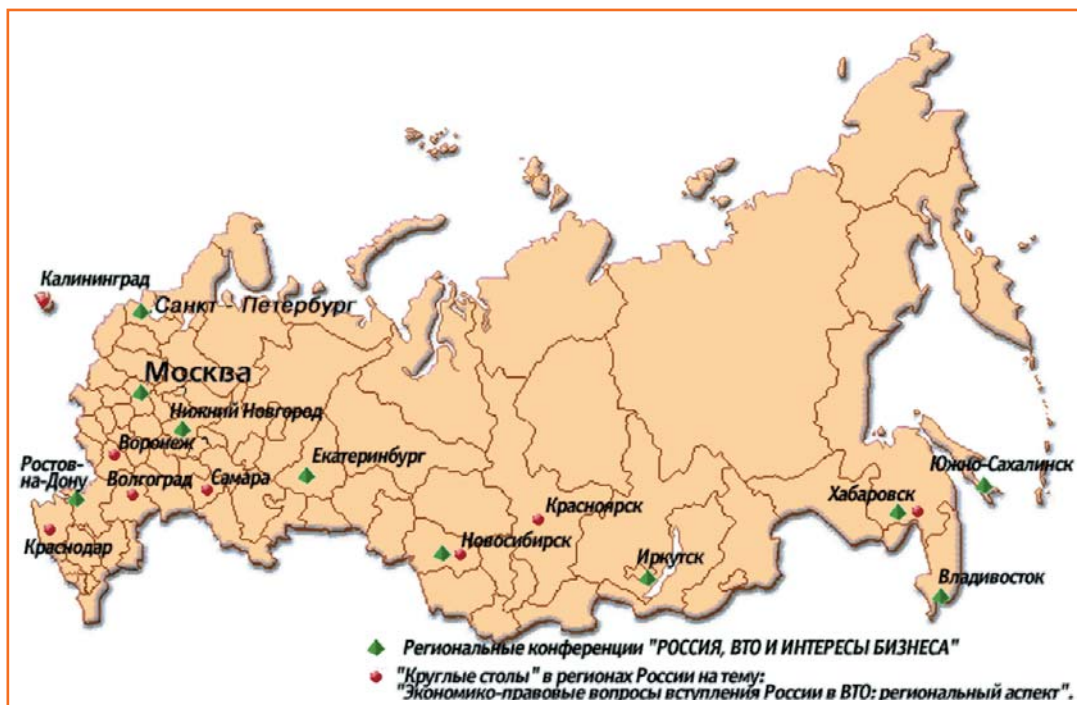 Калининград
Санкт - Петербург
Москва
Нижний Новгород
Воронеж
Екатеринбург
Ростов-
на-Дону
Волгоград
Самара
Южно-Сахалинск
Хабаровск
Красноярск
Краснодар
Новосибирск
Иркутск
Владивосток
Региональные конференции "РОССИЯ, ВТО И ИНТЕРЕСЫ БИЗНЕСА"
"Круглые столы" в регионах России на тему:
"Экономико-правовые вопросы вступления России в ВТО: региональный аспект".